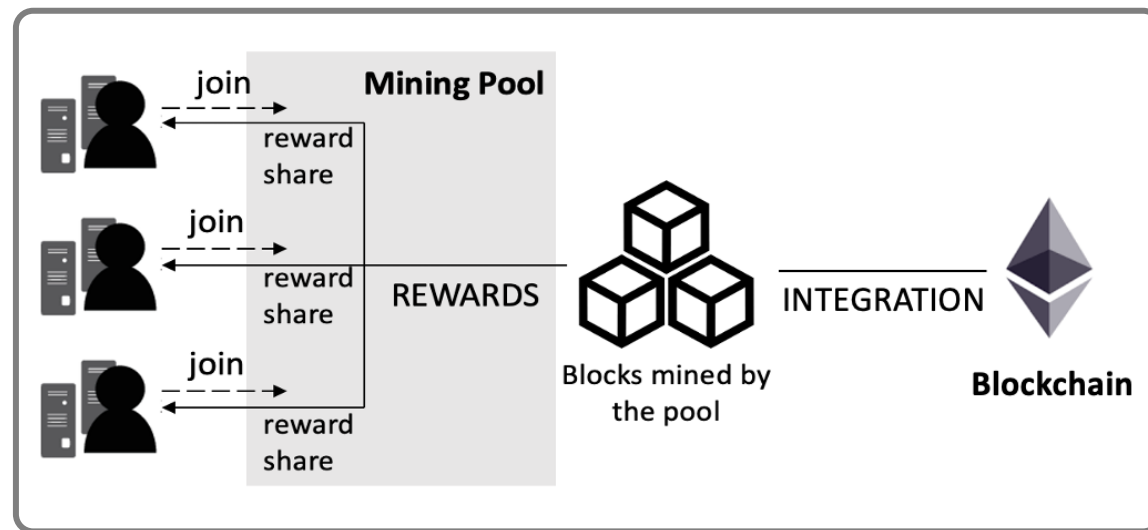 join
Mining Pool
reward
share
join
reward
share
REWARDS
INTEGRATION
join
reward
share
Blocks mined by
the pool
Blockchain